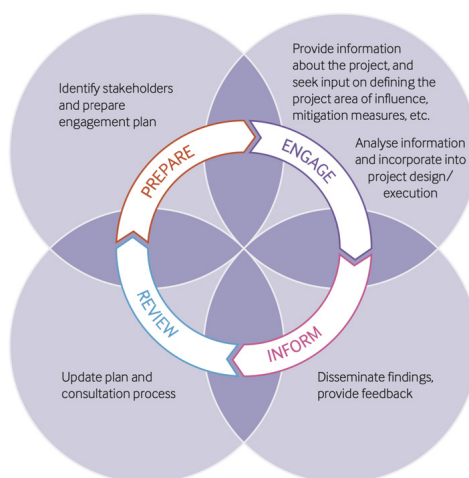 Identify stakeholders
and prepare
engagement plan
PREPARE
Provide information
about the project, and
seek input on defining the
project area of influence,
mitigation measures, etc.
Analyse information
and incorporate into
project design/
execution
ENGAGE
Disseminate findings,
provide feedback
INFORM
Update plan and
consultation process
REVIEW